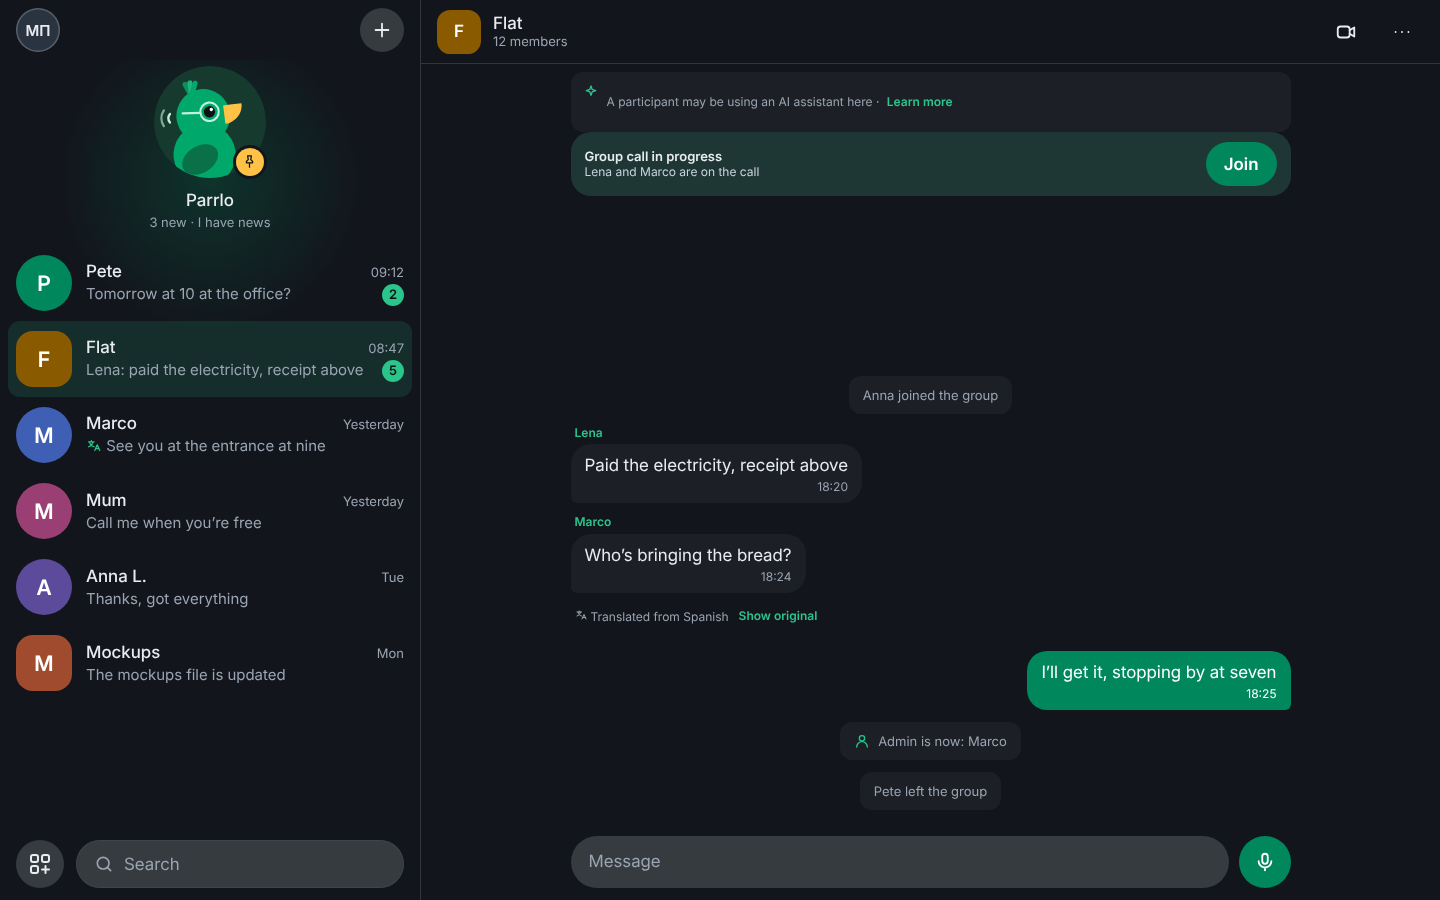 МП
Parrlo
3 new · I have news
P
Pete
09:12
Tomorrow at 10 at the office?
2
F
Flat
08:47
Lena: paid the electricity, receipt above
5
M
Marco
Yesterday
See you at the entrance at nine
M
Mum
Yesterday
Call me when you’re free
A
Anna L.
Tue
Thanks, got everything
M
Mockups
Mon
The mockups file is updated
Search
F
Flat
12 members
A participant may be using an AI assistant here · Learn more
Group call in progress
Lena and Marco are on the call
Join
Anna joined the group
Lena
Paid the electricity, receipt above
18:20
Marco
Who’s bringing the bread?
18:24
Translated from Spanish Show original
I’ll get it, stopping by at seven
18:25
Admin is now: Marco
Pete left the group
Message